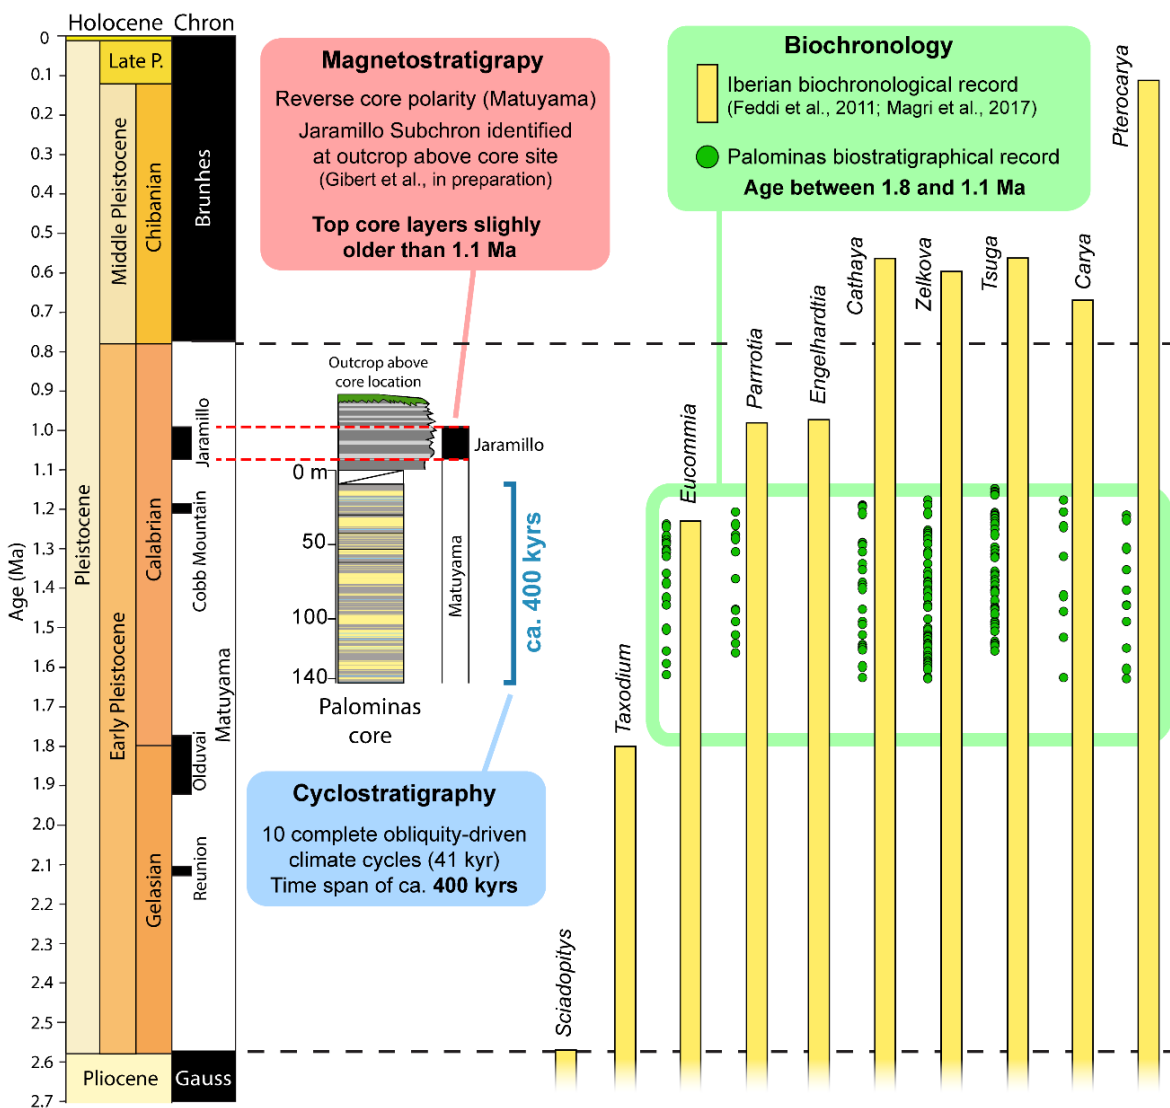 Holocene
Chron
0
0.1
0.2
0.3
0.4
0.5
0.6
0.7
0.8
0.9
1.0
1.1
1.2
1.3
1.4
1.5
1.6
1.7
1.8
1.9
2.0
2.1
2.2
2.3
2.4
2.5
2.6
2.7
Age (Ma)
Pleistocene
Late P.
Middle Pleistocene
Chibanian
Early Pleistocene
Calabrian
Gelasian
Pliocene
Brunhes
Jaramillo
Cobb Mountain
Matuyama
Olduvai
Reunion
Gauss
Magnetostratigrapy
Reverse core polarity (Matuyama)
Jaramillo Subchron identified
at outcrop above core site
(Gibert et al., in preparation)
Top core layers slighly
older than 1.1 Ma
Outcrop above
core location
Jaramillo
0 m
50
100
140
Matuyama
ca. 400 kyrs
Palominas
core
Cyclostratigraphy
10 complete obliquity-driven
climate cycles (41 kyr)
Time span of ca. 400 kyrs
Biochronology
Iberian biochronological record
(Feddi et al., 2011; Magri et al., 2017)
Palominas biostratigraphical record
Age between 1.8 and 1.1 Ma
Sciadopitys
Taxodium
Eucommia
Parrrotia
Engelhardtia
Cathaya
Zelkova
Tsuga
Carya
Pterocarya